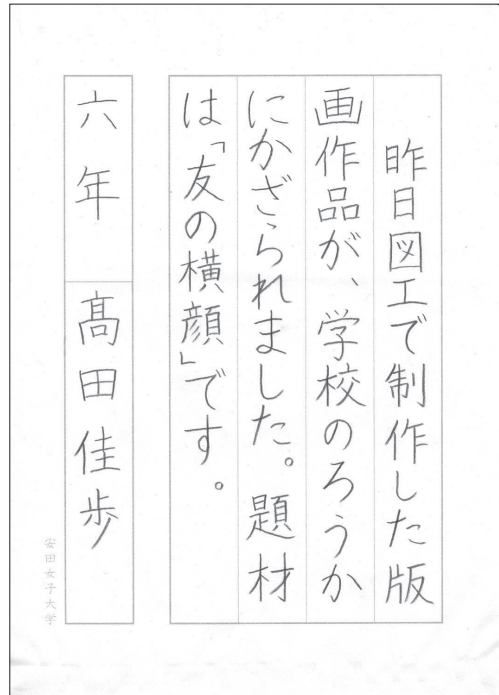 昨日図工で制作した版
画作品が、学校のろうか
にかざられました。題材
は「友の横顔」です。
六年 髙田佳歩
安田女子大学